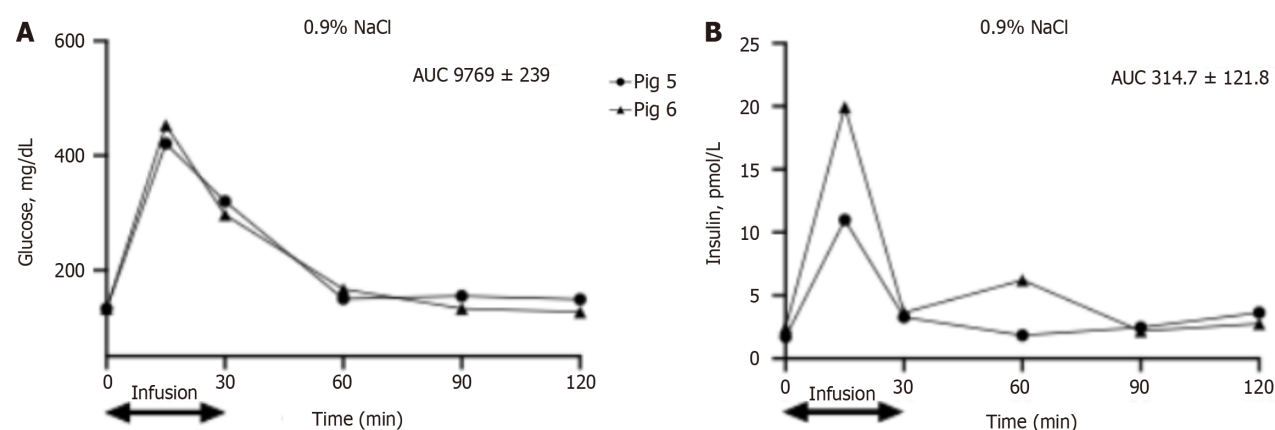 A
0.9% NaCl
AUC 9769 ± 239
Glucose, mg/dL
600
400
200
0
30
60
90
120
Infusion
Time (min)
Pig 5
Pig 6
B
0.9% NaCl
AUC 314.7 ± 121.8
Insulin, pmol/L
25
20
15
10
5
0
0
30
60
90
120
Infusion
Time (min)